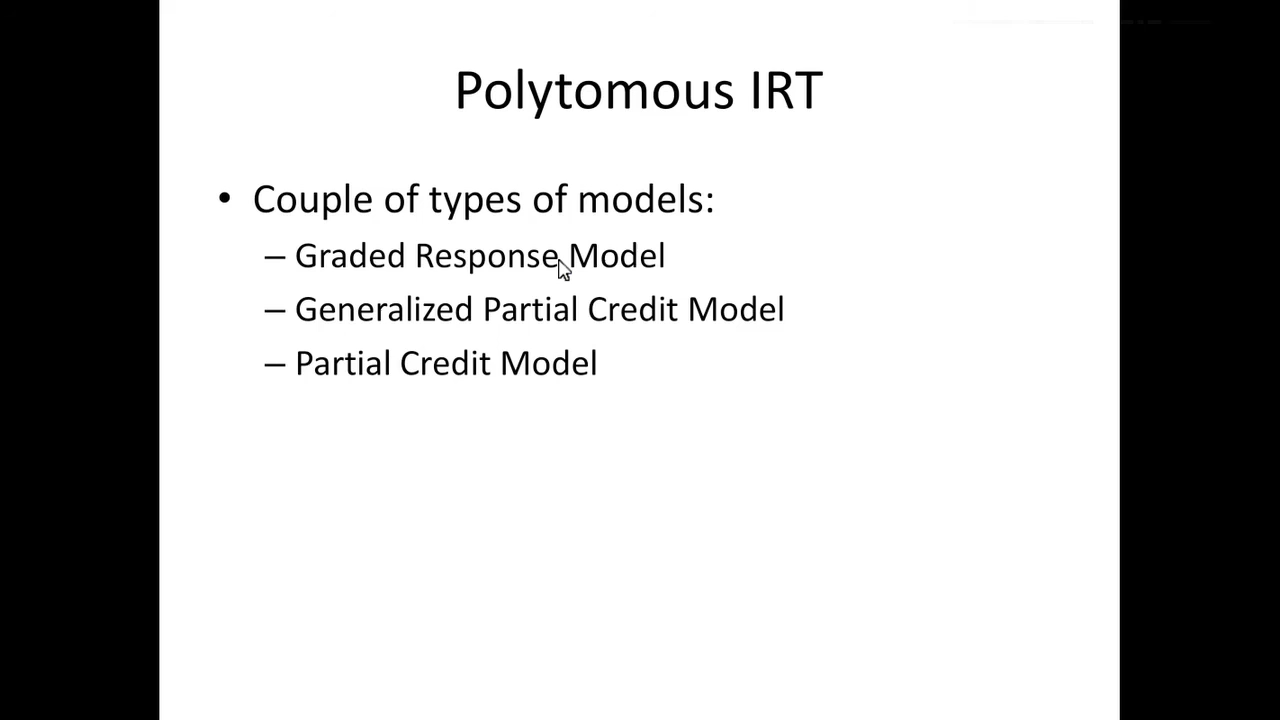 Polytomous IRT
• Couple of types of models:
– Graded Response Model
– Generalized Partial Credit Model
– Partial Credit Model